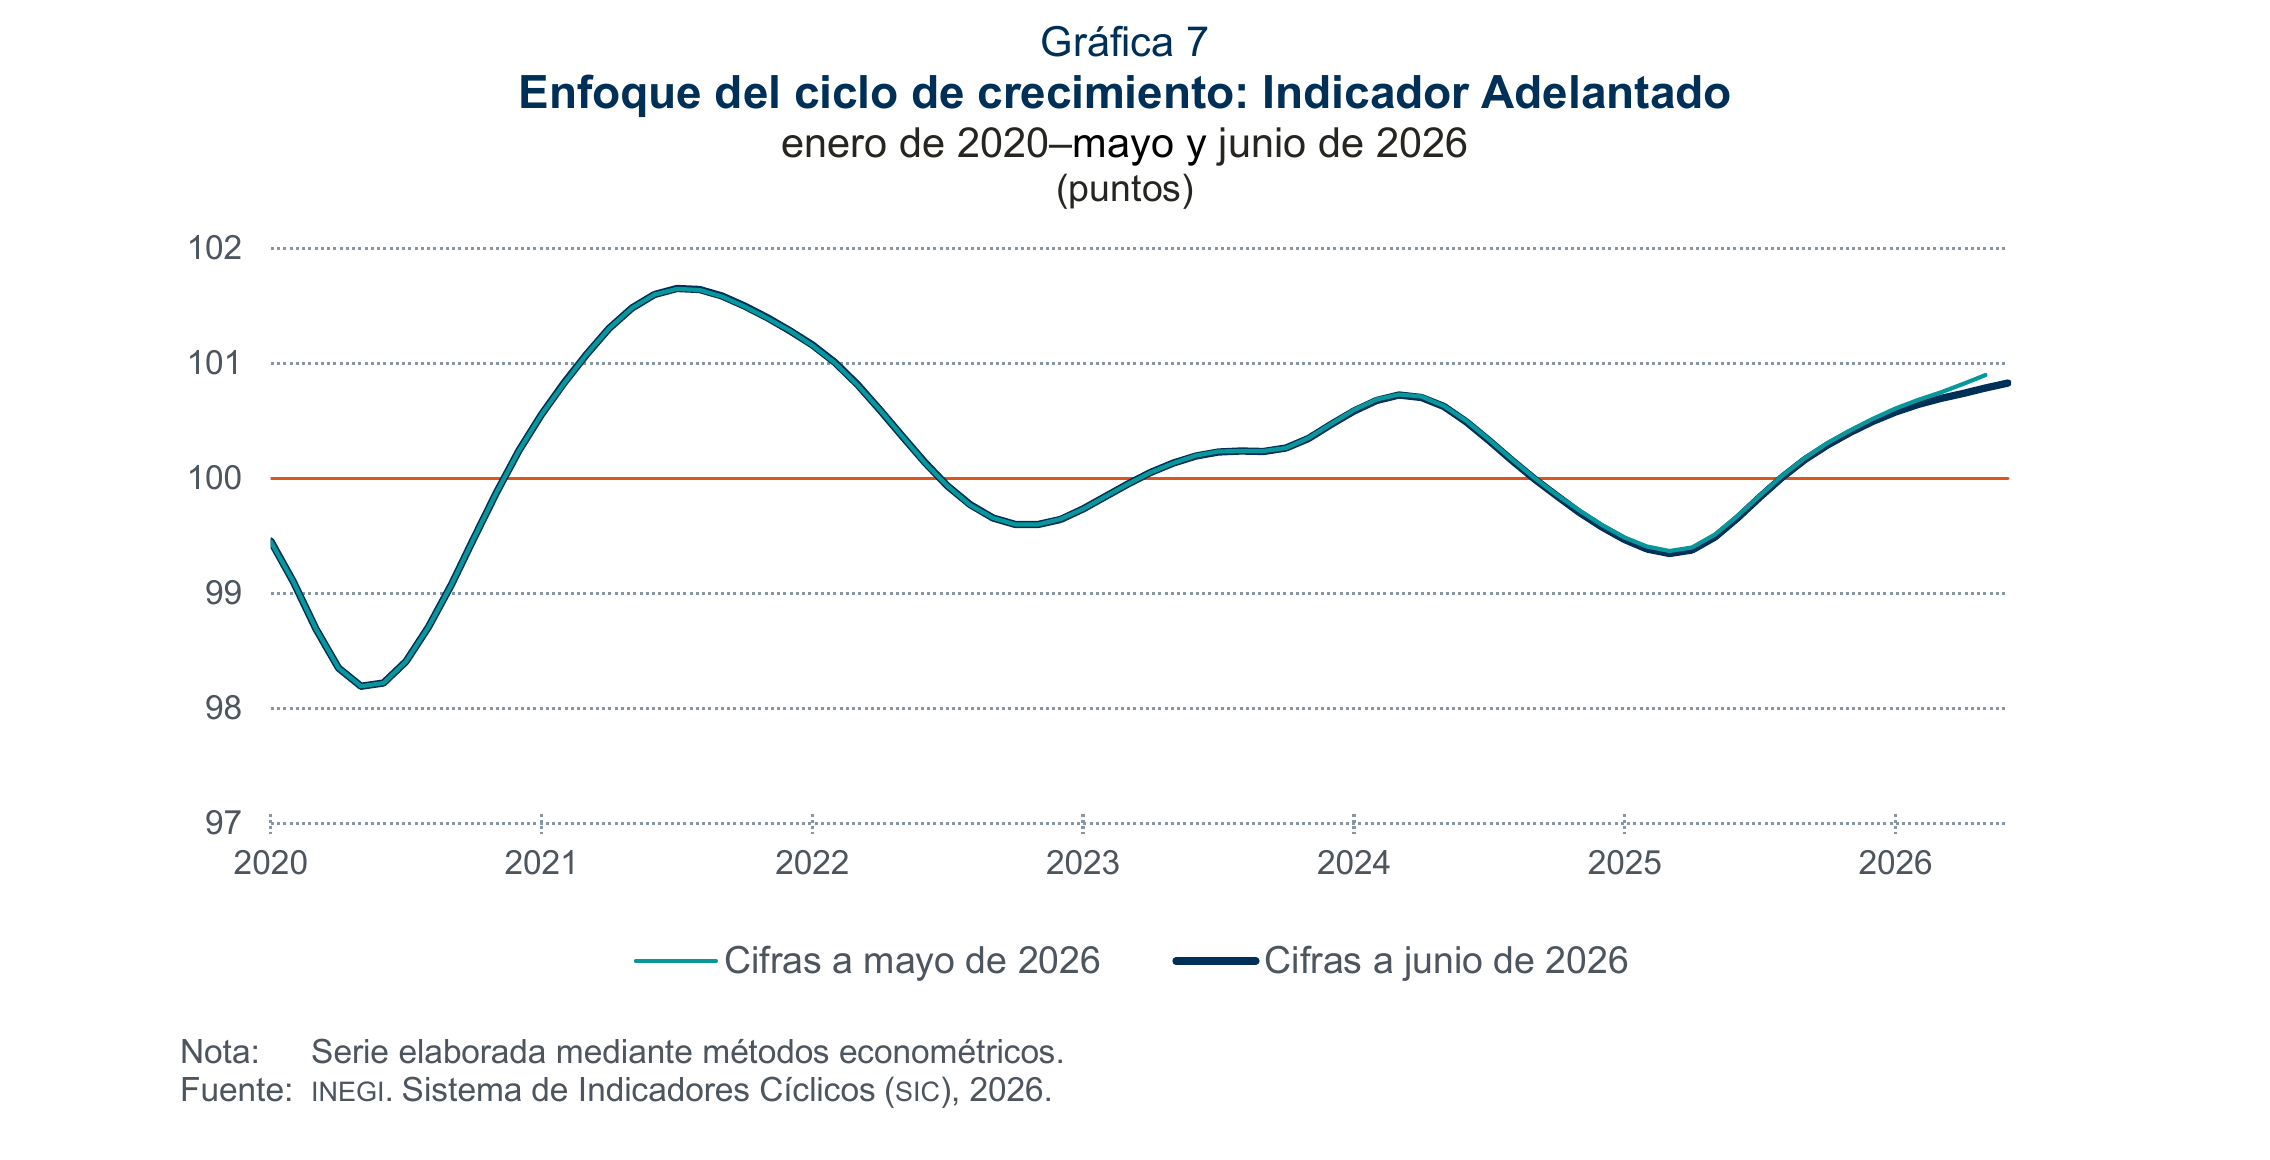 Gráfica 7
Enfoque del ciclo de crecimiento: Indicador Adelantado
enero de 2020–mayo y junio de 2026
(puntos)
102
101
100
99
98
97
2020 2021 2022 2023 2024 2025 2026
Cifras a mayo de 2026 Cifras a junio de 2026
Nota: Serie elaborada mediante métodos econométricos.
Fuente: INEGI. Sistema de Indicadores Cíclicos (SIC), 2026.